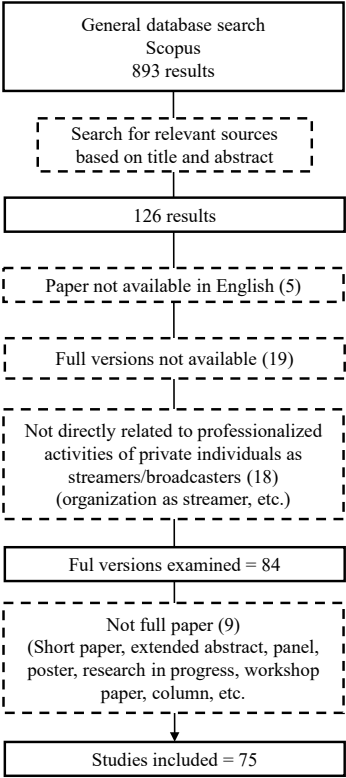 General database search
Scopus
893 results
Search for relevant sources
based on title and abstract
126 results
Paper not available in English (5)
Full versions not available (19)
Not directly related to professionalized
activities of private individuals as
streamers/broadcasters (18)
(organization as streamer, etc.)
Ful versions examined = 84
Not full paper (9)
(Short paper, extended abstract, panel,
poster, research in progress, workshop
paper, column, etc.
Studies included = 75